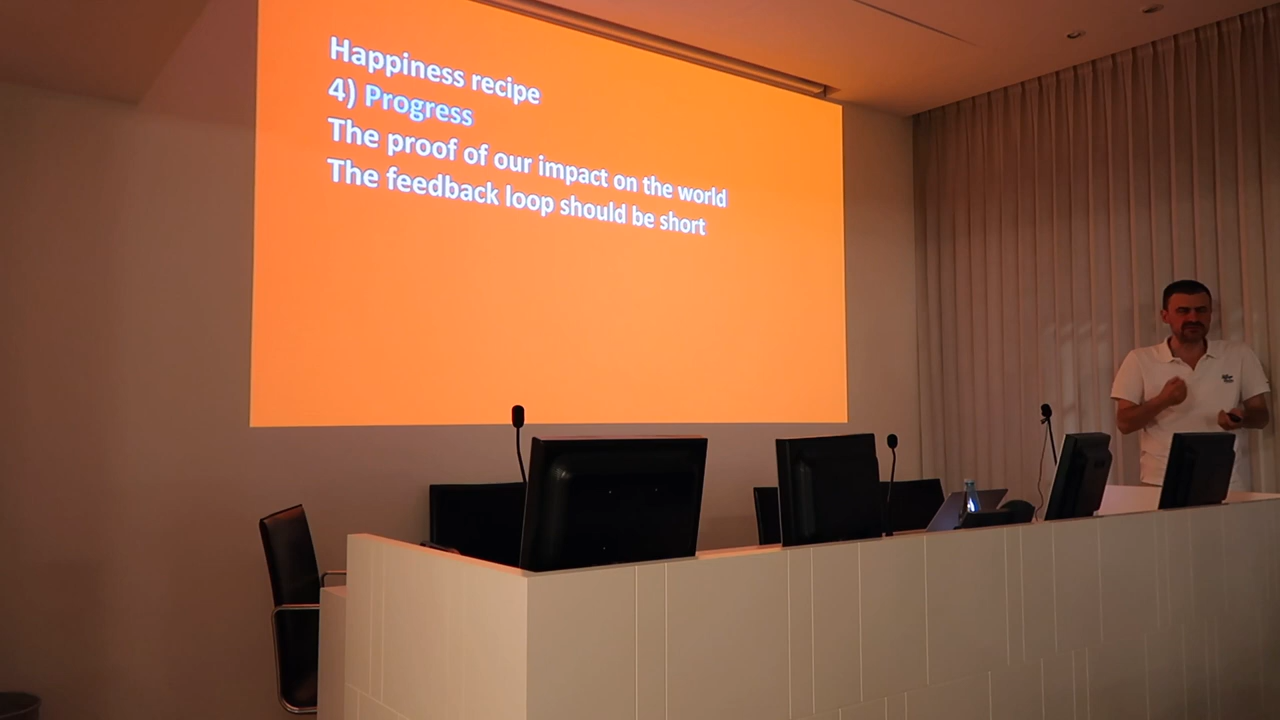 Happiness recipe
4) Progress
The proof of our impact on the world
The feedback loop should be short